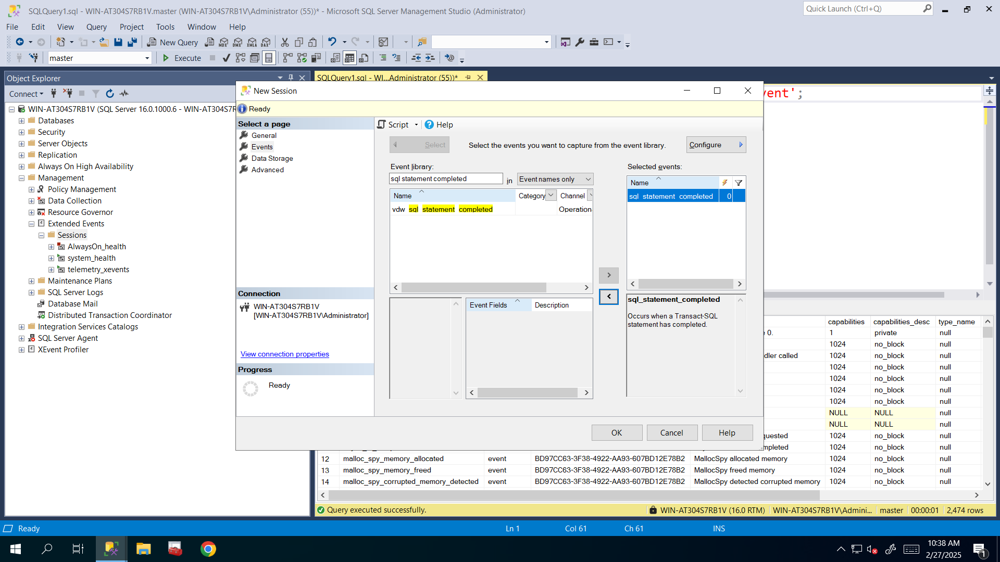 SQLQuery1.sql - WIN-AT304S7RB1V.master (WIN-AT304S7RB1V\Administrator (55))* - Microsoft SQL Server Management Studio (Administrator)
Quick Launch (Ctrl+Q)
File Edit View Query Project Tools Window Help
New Query MDX DMX XMLA DAX
master Execute
Object Explorer
SQLQuery1.sql - WI...Administrator (55))*
Connect
WIN-AT304S7RB1V (SQL Server 16.0.1000.6 - WIN-AT304S7R
Databases
Security
Server Objects
Replication
Always On High Availability
Management
Policy Management
Data Collection
Resource Governor
Extended Events
Sessions
AlwaysOn_health
system_health
telemetry_xevents
Maintenance Plans
SQL Server Logs
Database Mail
Distributed Transaction Coordinator
Integration Services Catalogs
SQL Server Agent
XEvent Profiler
vent';
New Session
Ready
Select a page
General
Events
Data Storage
Advanced
Connection
WIN-AT304S7RB1V
[WIN-AT304S7RB1V\Administrator]
View connection properties
Progress
Ready
Script Help
Select
Select the events you want to capture from the event library.
Configure
Event library:
sql statement completed in Event names only
Name Category Channel
vdw_sql_statement_completed Operation
Event Fields Description
>
<
Selected events:
Name
sql_statement_completed 0
sql_statement_completed
Occurs when a Transact-SQL
statement has completed.
OK Cancel Help
capabilities capabilities_desc type_name
e 0. 1 private null
1024 no_block null
dler called 1024 no_block null
1024 no_block null
1024 no_block null
1024 no_block null
1024 no_block null
NULL NULL null
NULL NULL null
quested 1024 no_block null
mpleted 1024 no_block null
12 malloc_spy_memory_allocated event BD97CC63-3F38-4922-AA93-607BD12E78B2 MallocSpy allocated memory 1024 no_block null
13 malloc_spy_memory_freed event BD97CC63-3F38-4922-AA93-607BD12E78B2 MallocSpy freed memory 1024 no_block null
14 malloc_spy_corrupted_memory_detected event BD97CC63-3F38-4922-AA93-607BD12E78B2 MallocSpy detected corrupted memory 1024 no_block null
Query executed successfully. WIN-AT304S7RB1V (16.0 RTM) WIN-AT304S7RB1V\Admini... master 00:00:01 2,474 rows
Ready Ln 1 Col 61 Ch 61 INS
10:38 AM
2/27/2025
1